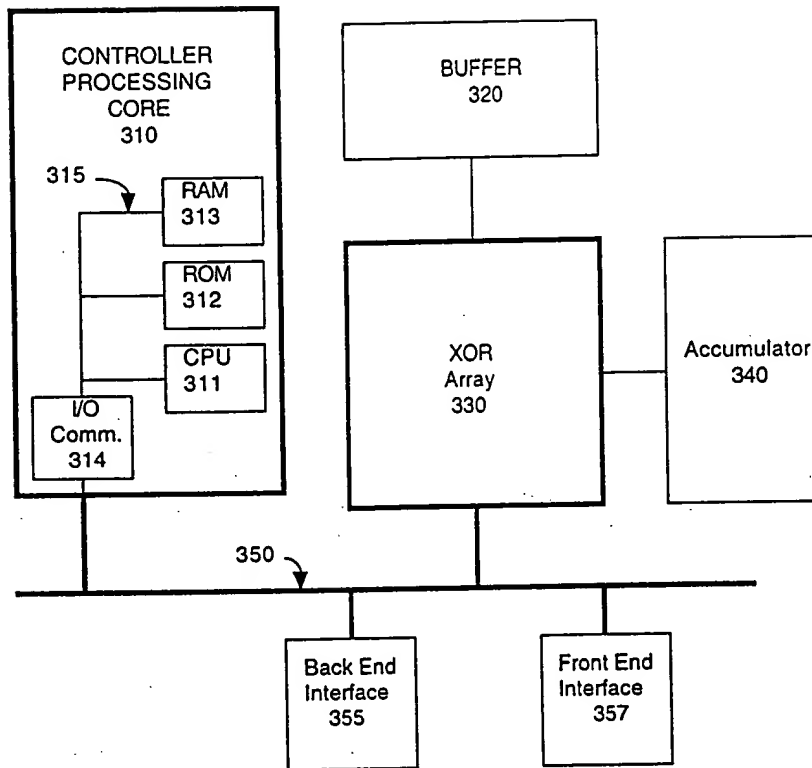 CONTROLLER
PROCESSING
CORE
310
315
RAM
313
ROM
312
CPU
311
I/O
Comm.
314
BUFFER
320
XOR
Array
330
Accumulator
340
350
Back End
Interface
355
Front End
Interface
357